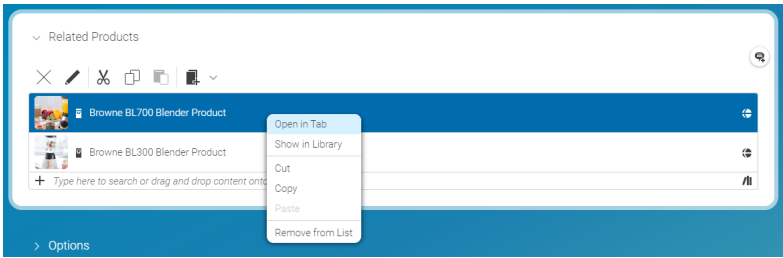 Related Products
Browne BL700 Blender Product
Open in Tab
Show in Library
Browne BL300 Blender Product
Cut
Type here to search or drag and drop content onto
Copy
Paste
Remove from List
Options